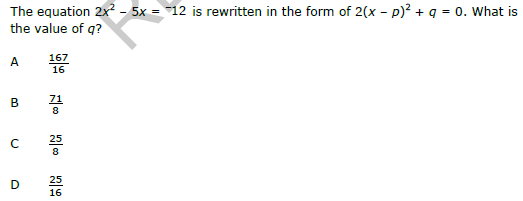 The equation 2x² – 5x = ⁻12 is rewritten in the form of 2(x – p)² + q = 0. What is
the value of q?
A 167/16
B 71/8
C 25/8
D 25/16